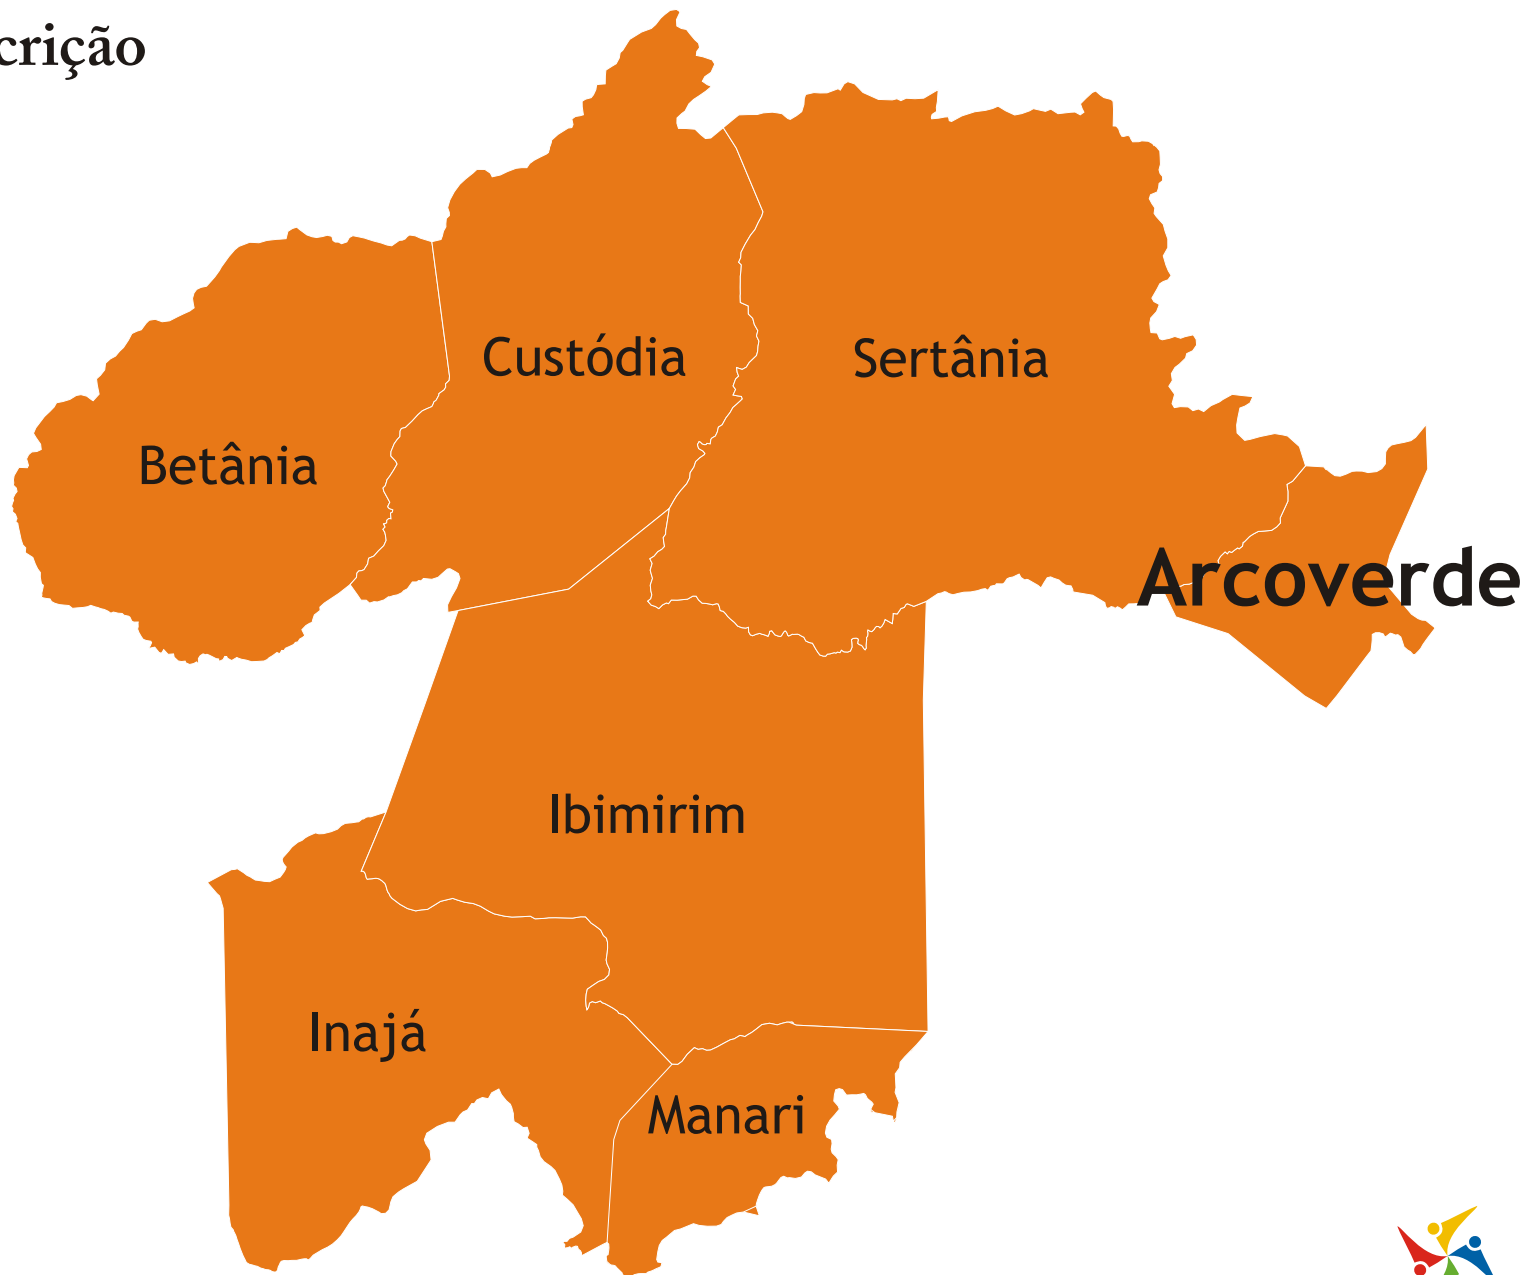 crição
Custódia
Sertânia
Betânia
Arcoverde
Ibimirim
Inajá
Manari